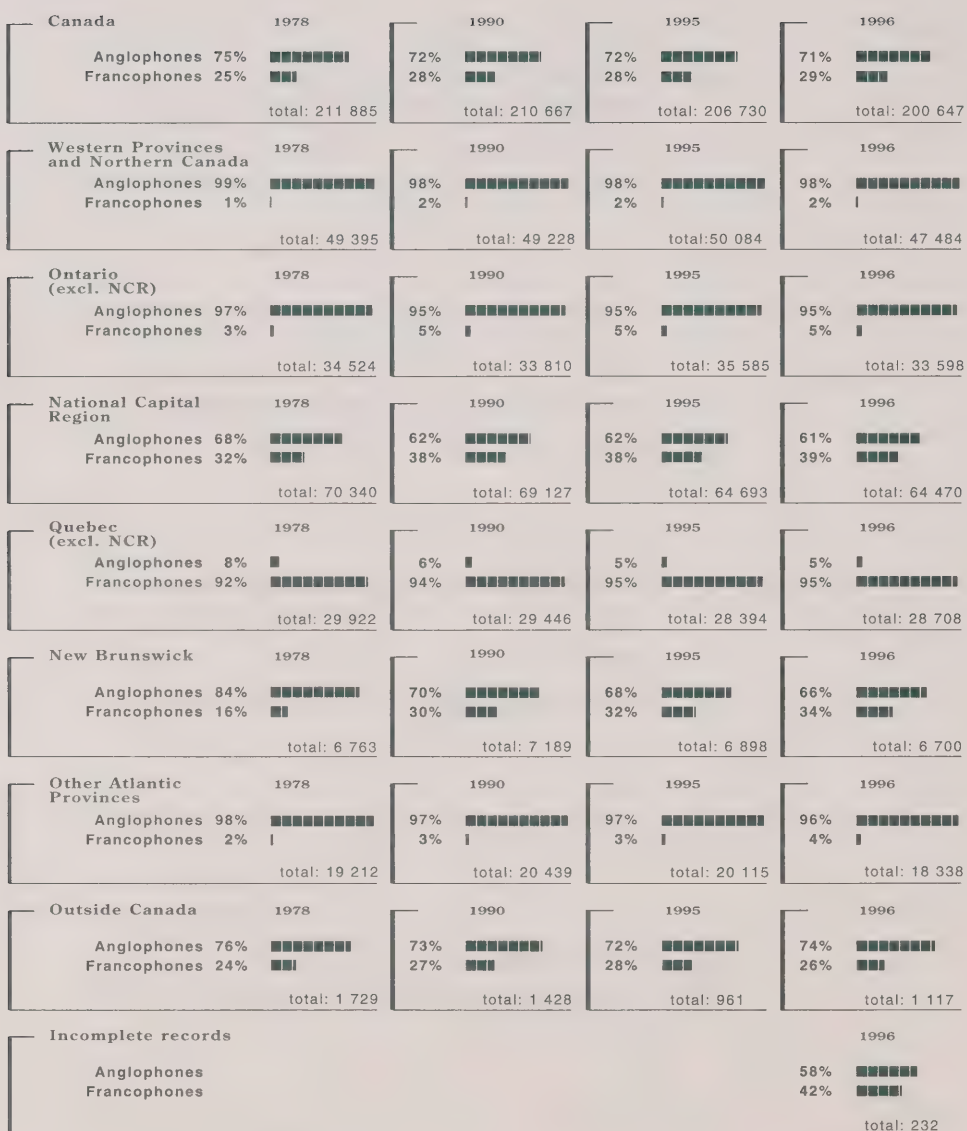 Canada 1978 1990 1995 1996
Anglophones 75% 72% 72% 71%
Francophones 25% 28% 28% 29%
total: 211 885 total: 210 667 total: 206 730 total: 200 647
Western Provinces 1978 1990 1995 1996
and Northern Canada
Anglophones 99% 98% 98% 98%
Francophones 1% 2% 2% 2%
total: 49 395 total: 49 228 total:50 084 total: 47 484
Ontario 1978 1990 1995 1996
(excl. NCR)
Anglophones 97% 95% 95% 95%
Francophones 3% 5% 5% 5%
total: 34 524 total: 33 810 total: 35 585 total: 33 598
National Capital 1978 1990 1995 1996
Region
Anglophones 68% 62% 62% 61%
Francophones 32% 38% 38% 39%
total: 70 340 total: 69 127 total: 64 693 total: 64 470
Quebec 1978 1990 1995 1996
(excl. NCR)
Anglophones 8% 6% 5% 5%
Francophones 92% 94% 95% 95%
total: 29 922 total: 29 446 total: 28 394 total: 28 708
New Brunswick 1978 1990 1995 1996
Anglophones 84% 70% 68% 66%
Francophones 16% 30% 32% 34%
total: 6 763 total: 7 189 total: 6 898 total: 6 700
Other Atlantic 1978 1990 1995 1996
Provinces
Anglophones 98% 97% 97% 96%
Francophones 2% 3% 3% 4%
total: 19 212 total: 20 439 total: 20 115 total: 18 338
Outside Canada 1978 1990 1995 1996
Anglophones 76% 73% 72% 74%
Francophones 24% 27% 28% 26%
total: 1 729 total: 1 428 total: 961 total: 1 117
Incomplete records 1996
Anglophones 58%
Francophones 42%
total: 232